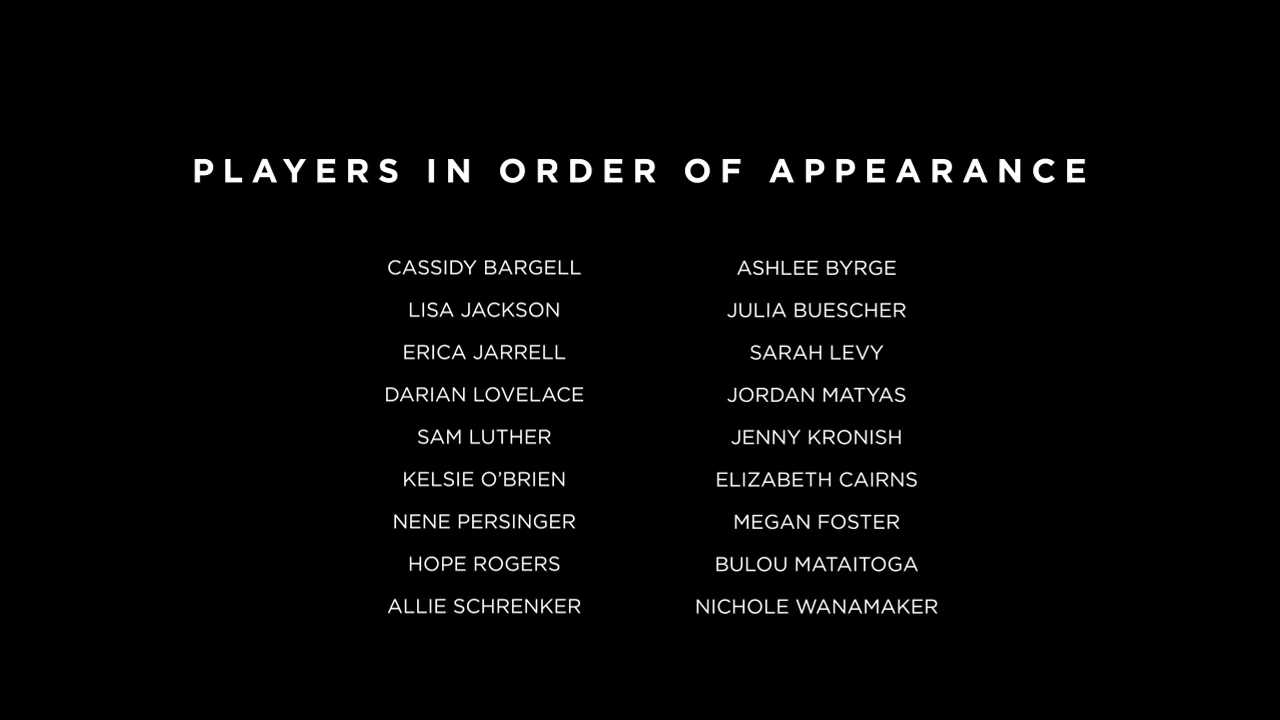 PLAYERS IN ORDER OF APPEARANCE
CASSIDY BARGELL
LISA JACKSON
ERICA JARRELL
DARIAN LOVELACE
SAM LUTHER
KELSIE O’BRIEN
NENE PERSINGER
HOPE ROGERS
ALLIE SCHRENKER
ASHLEE BYRGE
JULIA BUESCHER
SARAH LEVY
JORDAN MATYAS
JENNY KRONISH
ELIZABETH CAIRNS
MEGAN FOSTER
BULOU MATAITOGA
NICHOLE WANAMAKER